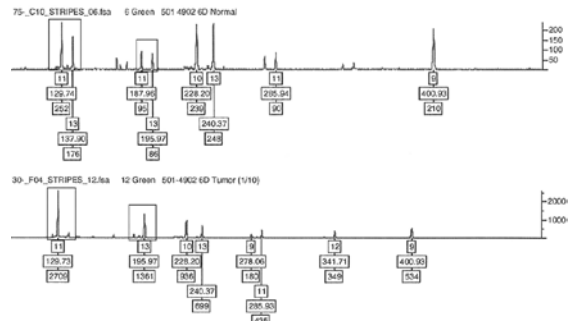 75-_C10_STRIPES_06.fsa 6 Green 501-4902 6D Normal
200
150
100
50
11 11 10 13 11 9
129.74 187.96 228.20 285.94 400.93
252 95 239 90 210
13 13 240.37
137.90 195.97 248
176 86
30-_F04_STRIPES_12.fsa 12 Green 501-4902 6D Tumor (1/10)
2000
1000
11 13 10 13 9 12 9
129.73 195.97 228.20 278.06 341.71 400.93
2709 1361 936 180 349 534
240.37 11
699 285.93